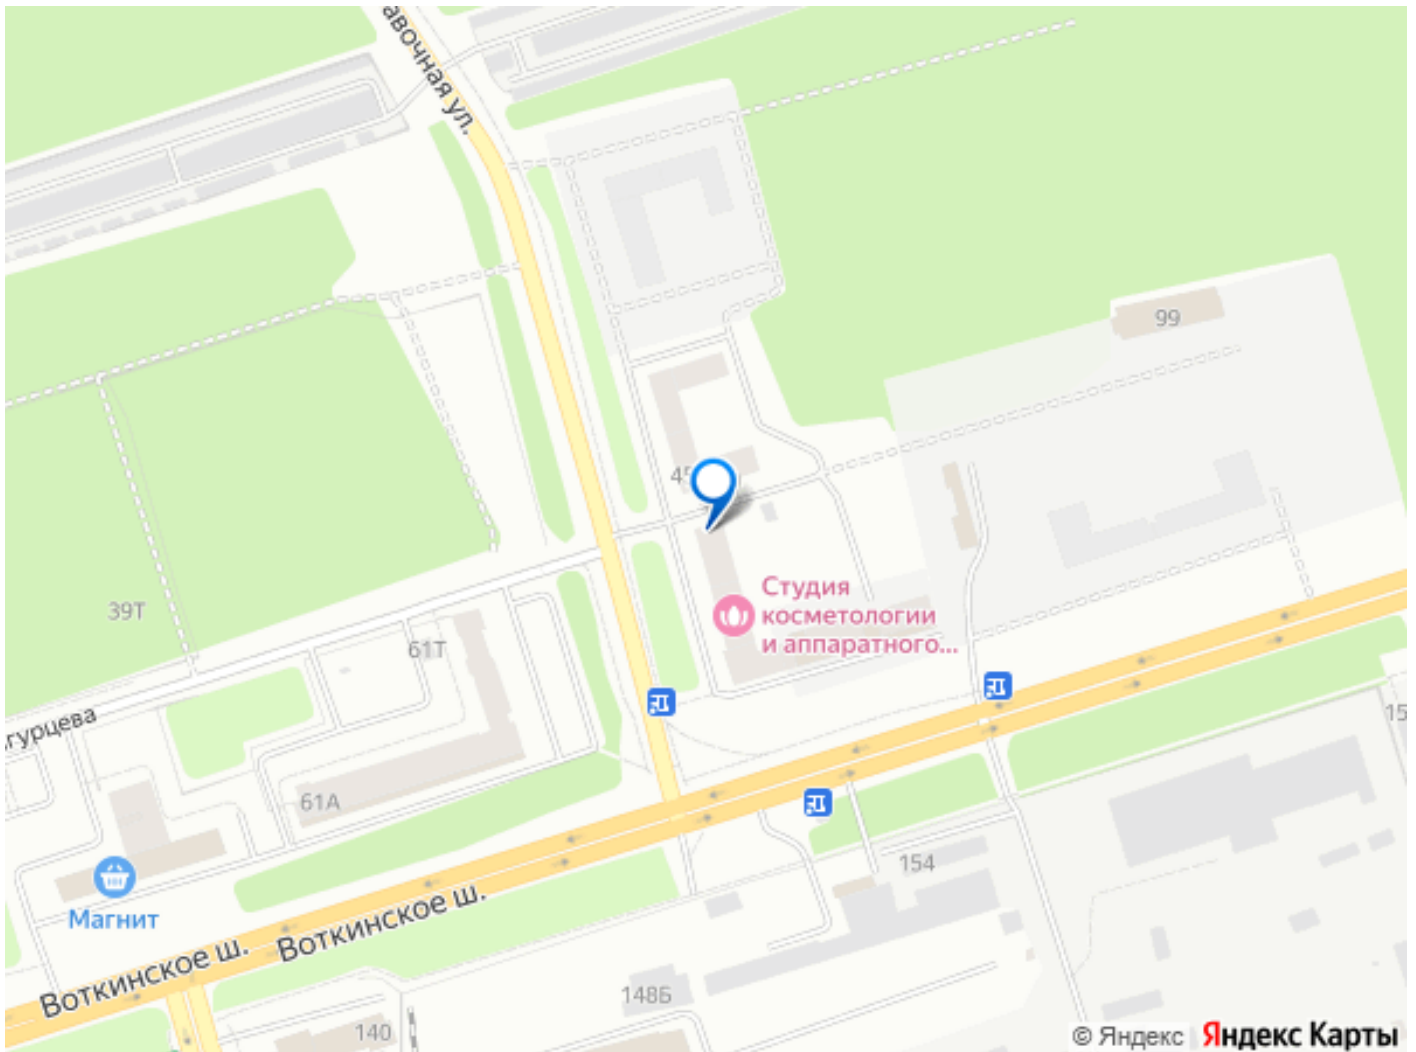 авочная ул.
99
45
Студия
косметологии
и аппаратного...
39Т
61Т
гурцева
61А
Магнит
154
15
Воткинское ш.
Воткинское ш.
148Б
140
© Яндекс Яндекс Карты